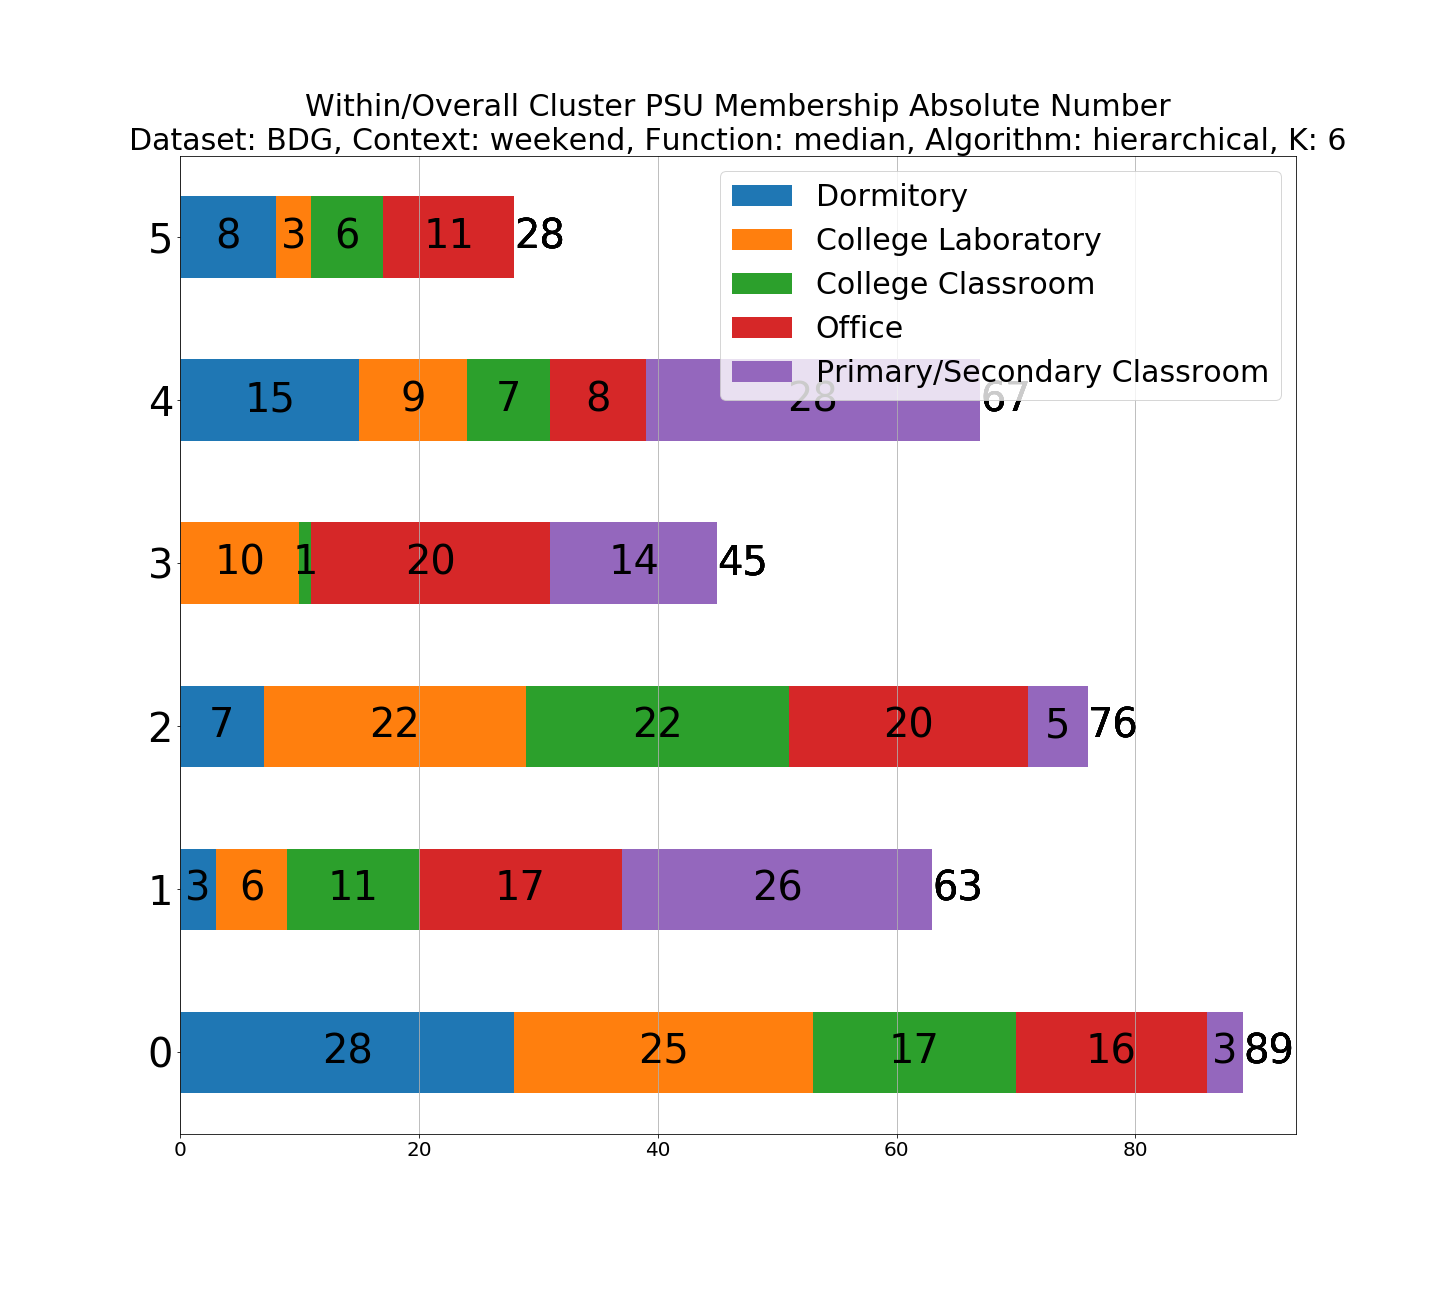 Within/Overall Cluster PSU Membership Absolute Number
Dataset: BDG, Context: weekend, Function: median, Algorithm: hierarchical, K: 6
Dormitory
College Laboratory
College Classroom
Office
Primary/Secondary Classroom
5 8 3 6 11 28
4 15 9 7 8 28 67
3 10 1 20 14 45
2 7 22 22 20 5 76
1 3 6 11 17 26 63
0 28 25 17 16 3 89
0 20 40 60 80